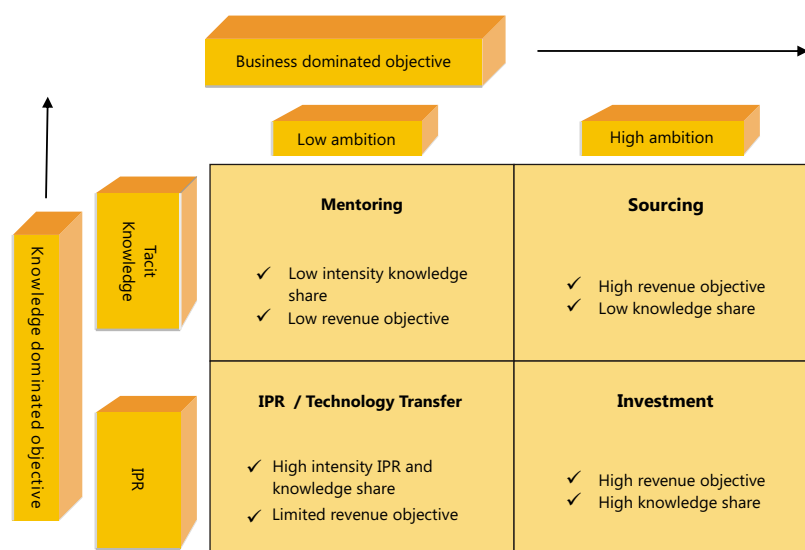 Business dominated objective
Low ambition
High ambition
Knowledge dominated objective
Tacit
Knowledge
Mentoring
✓ Low intensity knowledge
share
✓ Low revenue objective
Sourcing
✓ High revenue objective
✓ Low knowledge share
IPR
IPR / Technology Transfer
✓ High intensity IPR and
knowledge share
✓ Limited revenue objective
Investment
✓ High revenue objective
✓ High knowledge share